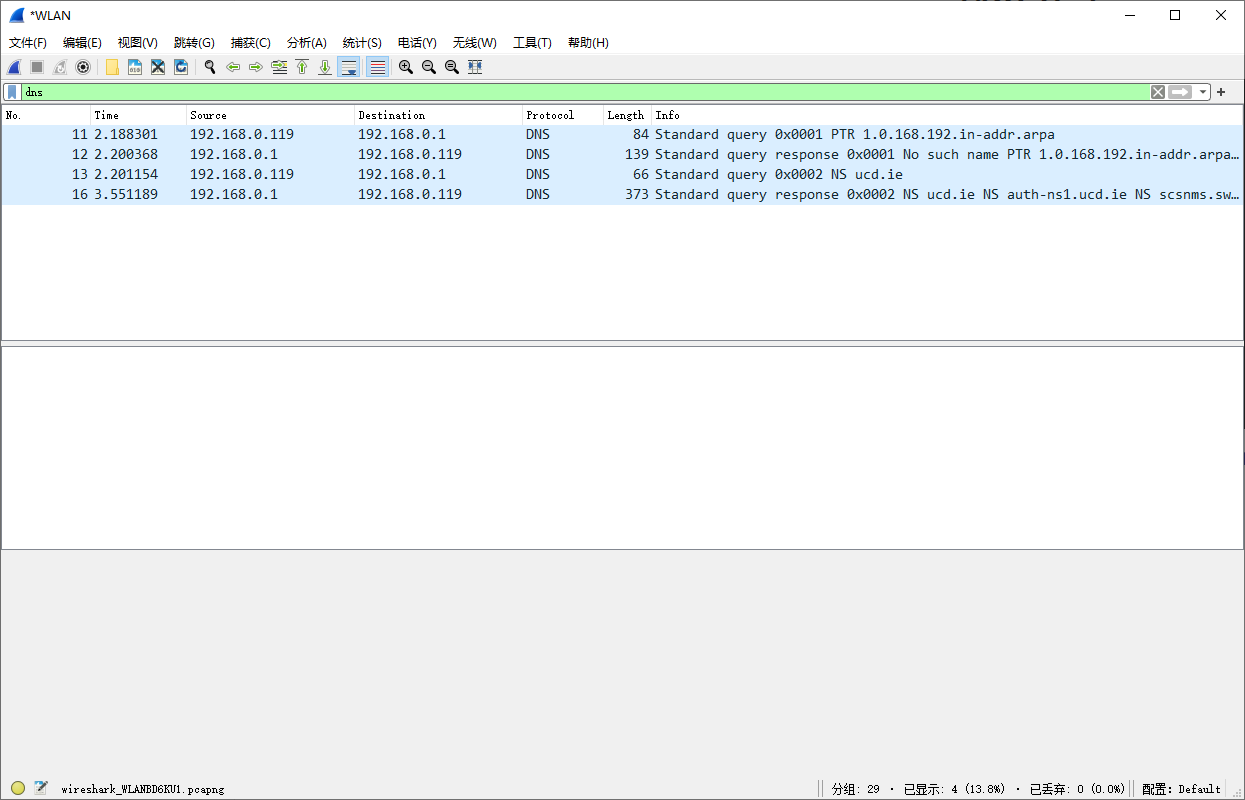 *WLAN
文件(F) 编辑(E) 视图(V) 跳转(G) 捕获(C) 分析(A) 统计(S) 电话(Y) 无线(W) 工具(T) 帮助(H)
dns
No. Time Source Destination Protocol Length Info
11 2.188301 192.168.0.119 192.168.0.1 DNS 84 Standard query 0x0001 PTR 1.0.168.192.in-addr.arpa
12 2.200368 192.168.0.1 192.168.0.119 DNS 139 Standard query response 0x0001 No such name PTR 1.0.168.192.in-addr.arpa…
13 2.201154 192.168.0.119 192.168.0.1 DNS 66 Standard query 0x0002 NS ucd.ie
16 3.551189 192.168.0.1 192.168.0.119 DNS 373 Standard query response 0x0002 NS ucd.ie NS auth-ns1.ucd.ie NS scsnms.sw…
wireshark_WLANBD6KU1.pcapng 分组: 29 · 已显示: 4 (13.8%) · 已丢弃: 0 (0.0%) 配置: Default